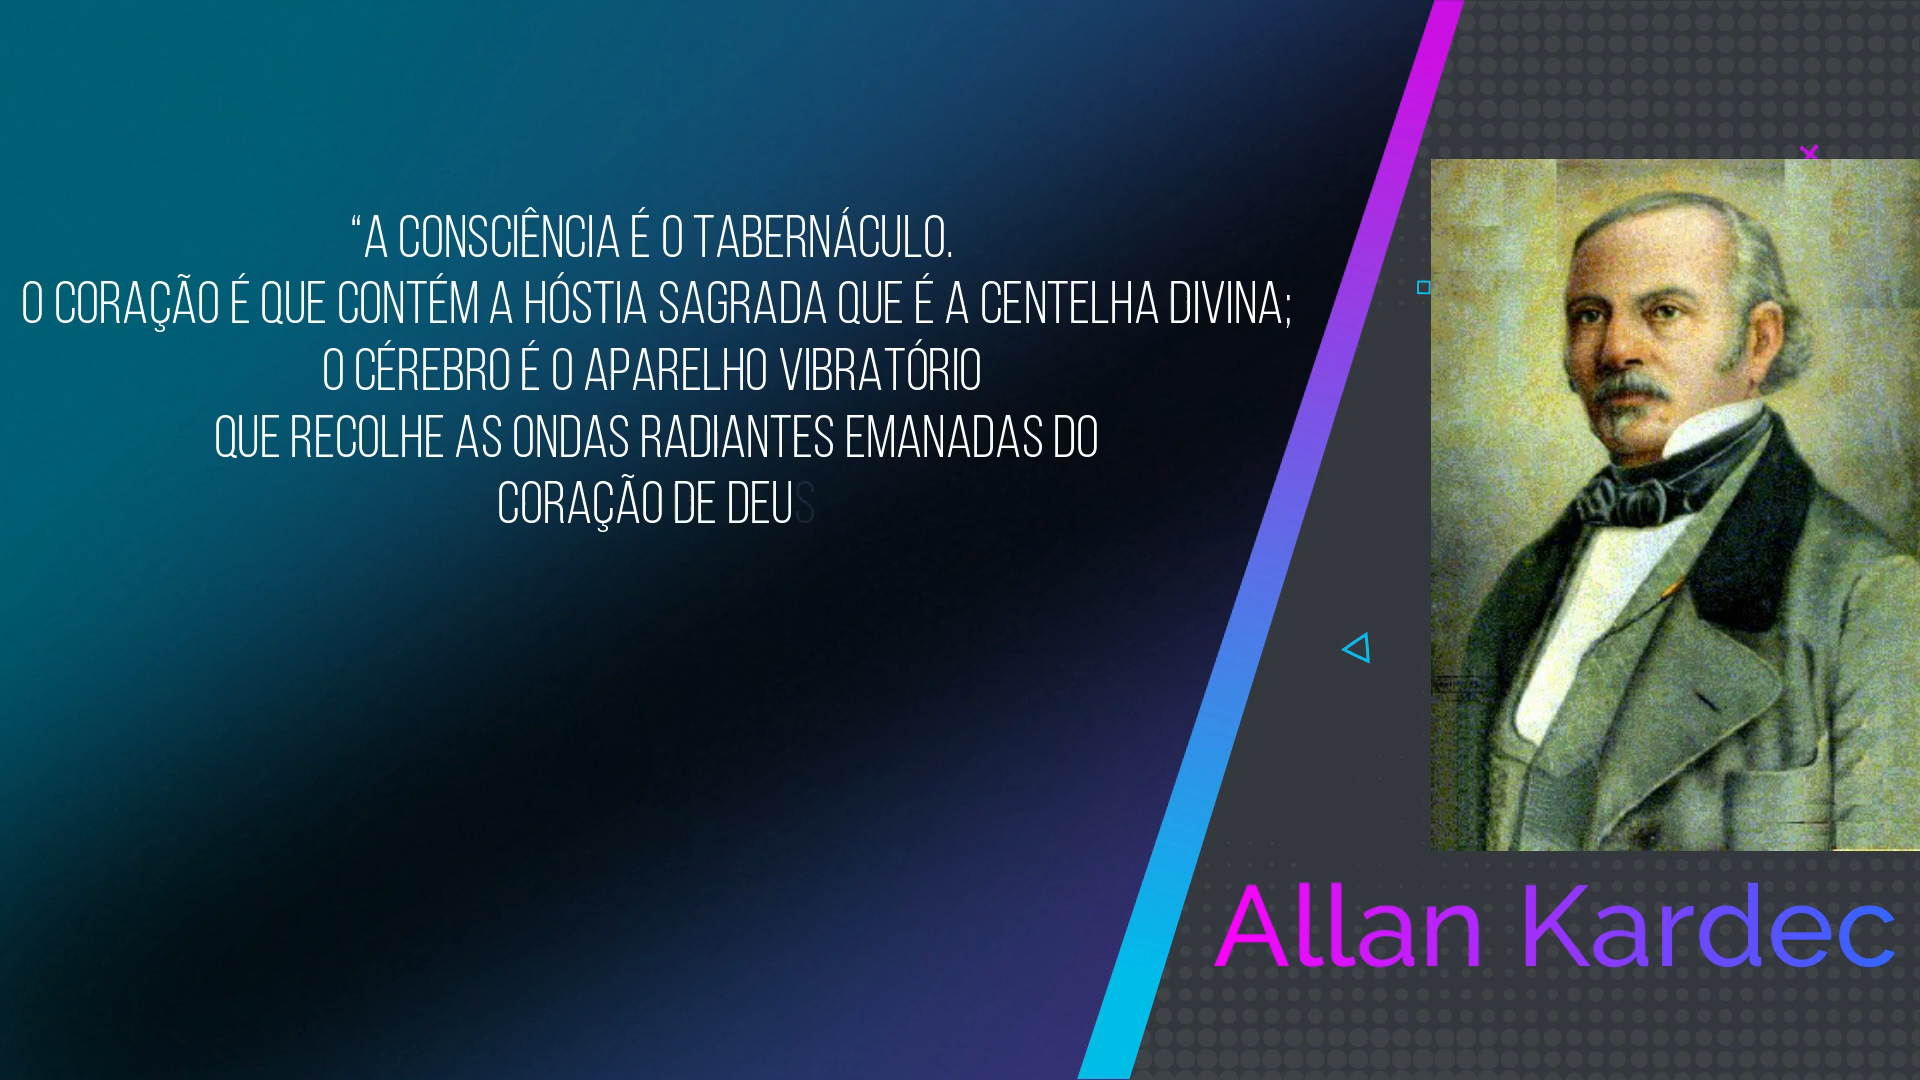 “A CONSCIÊNCIA É O TABERNÁCULO.
O CORAÇÃO É QUE CONTÉM A HÓSTIA SAGRADA QUE É A CENTELHA DIVINA;
O CÉREBRO É O APARELHO VIBRATÓRIO
QUE RECOLHE AS ONDAS RADIANTES EMANADAS DO
CORAÇÃO DE DEUS
Allan Kardec